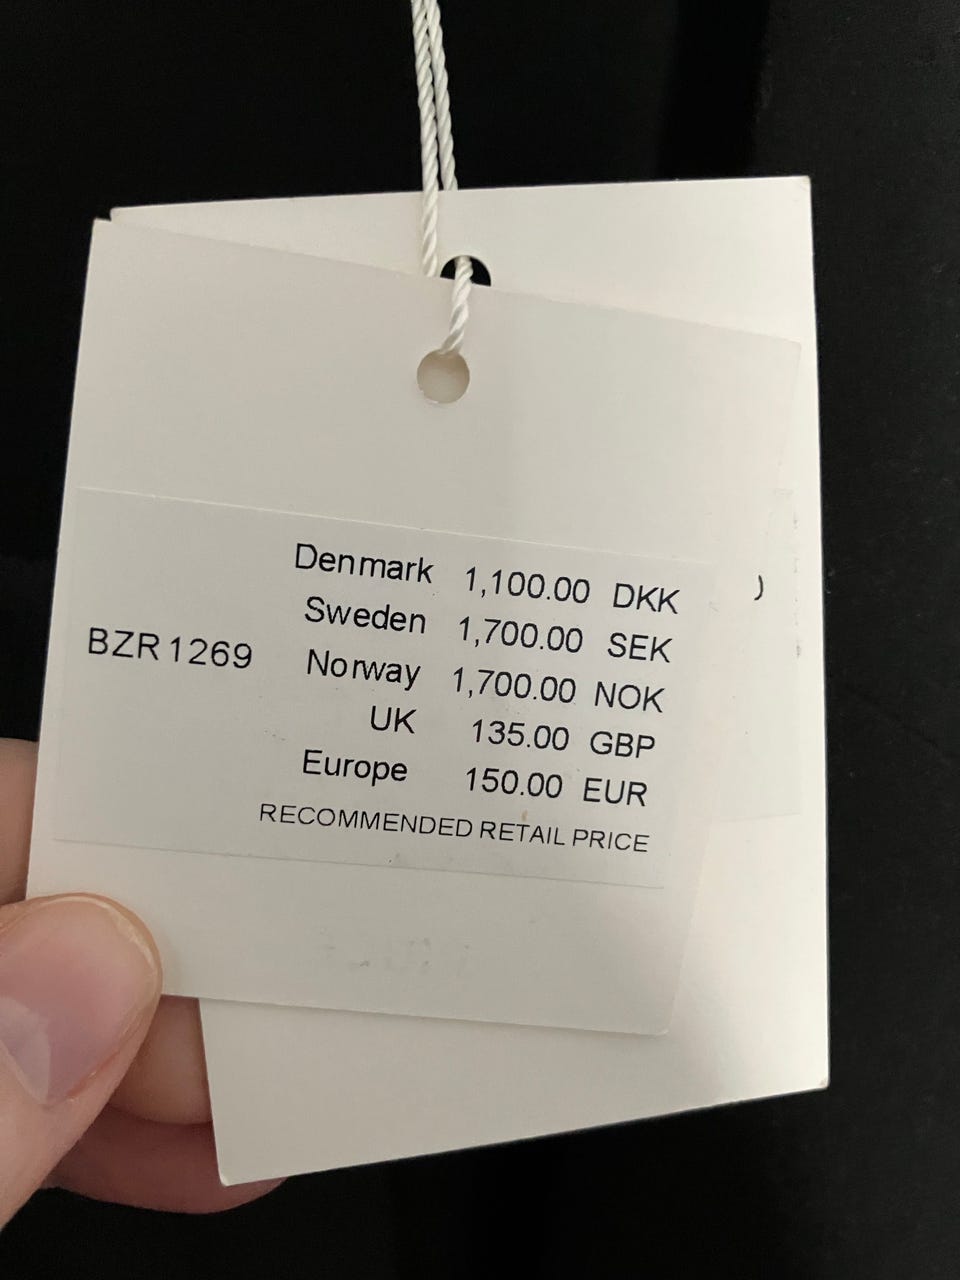 BZR1269
Denmark 1,100.00 DKK
Sweden 1,700.00 SEK
Norway 1,700.00 NOK
UK 135.00 GBP
Europe 150.00 EUR
RECOMMENDED RETAIL PRICE